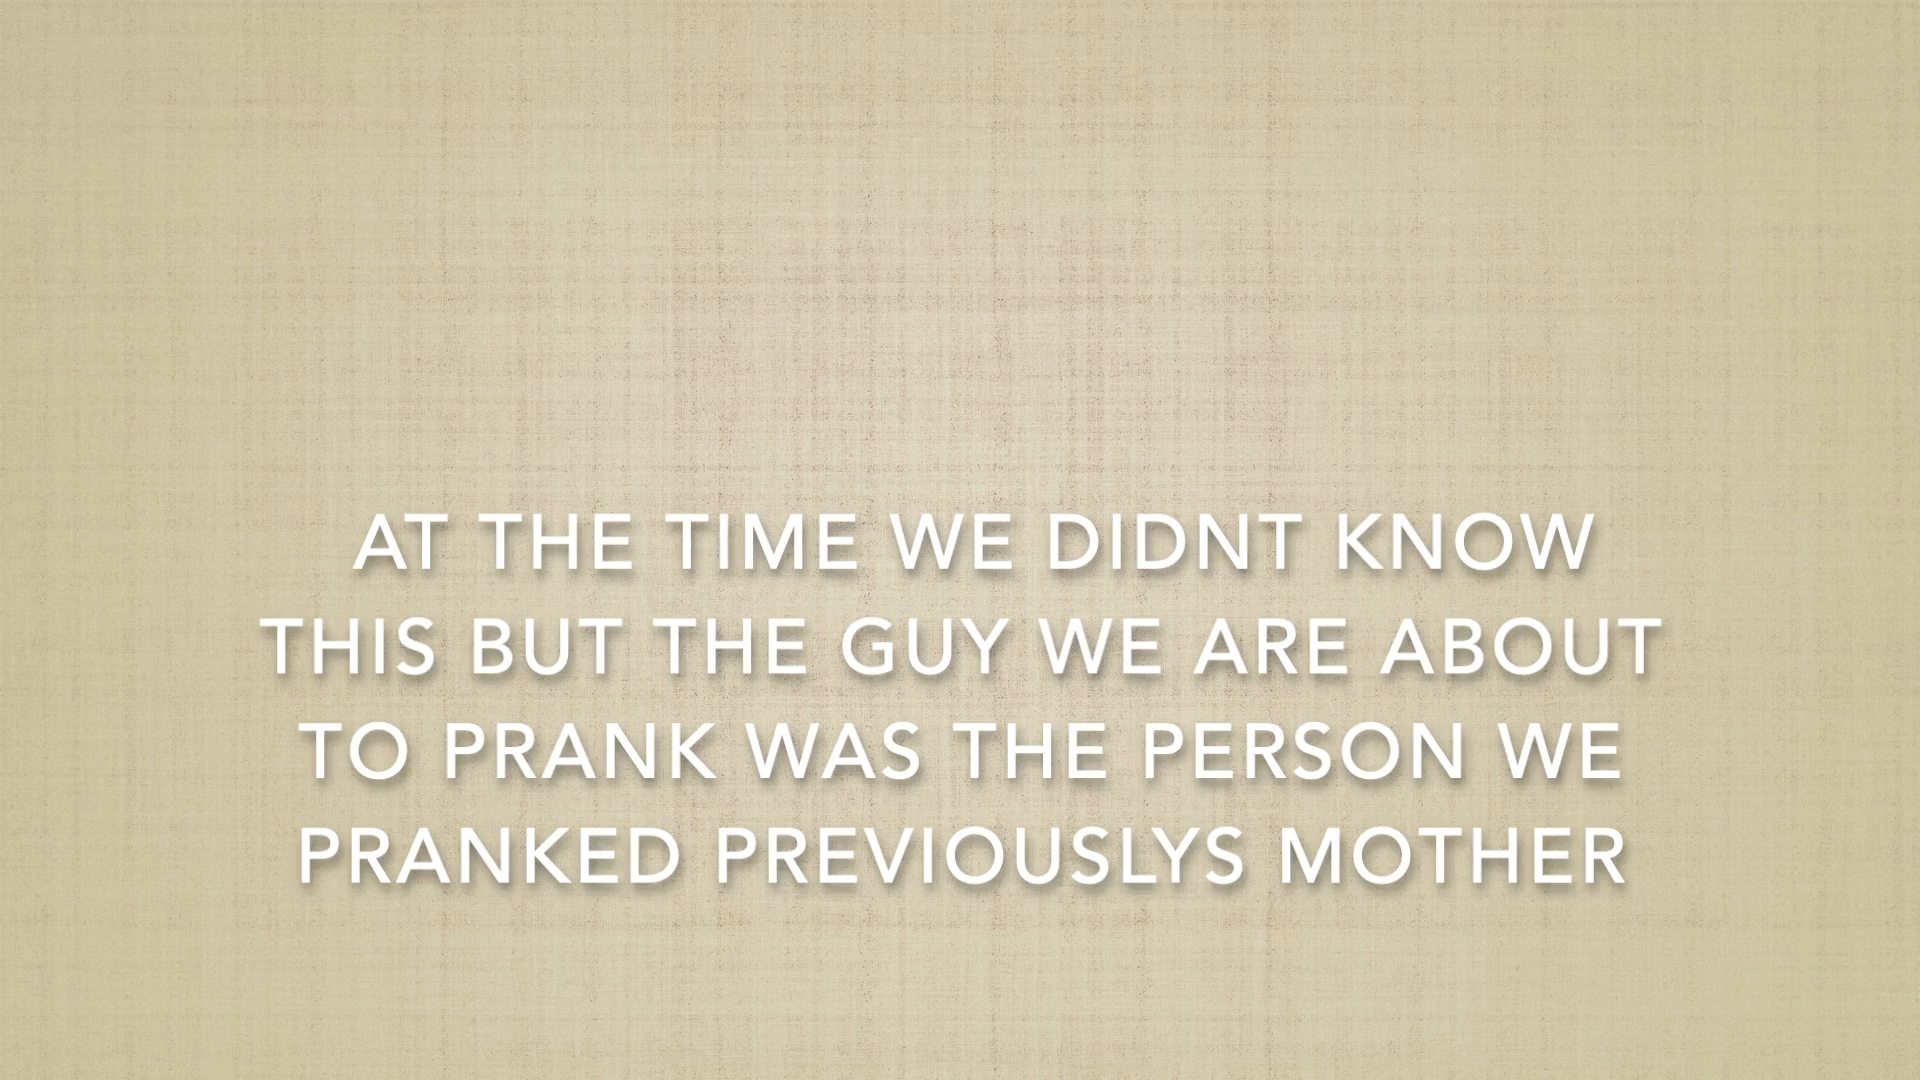 AT THE TIME WE DIDNT KNOW
THIS BUT THE GUY WE ARE ABOUT
TO PRANK WAS THE PERSON WE
PRANKED PREVIOUSLYS MOTHER